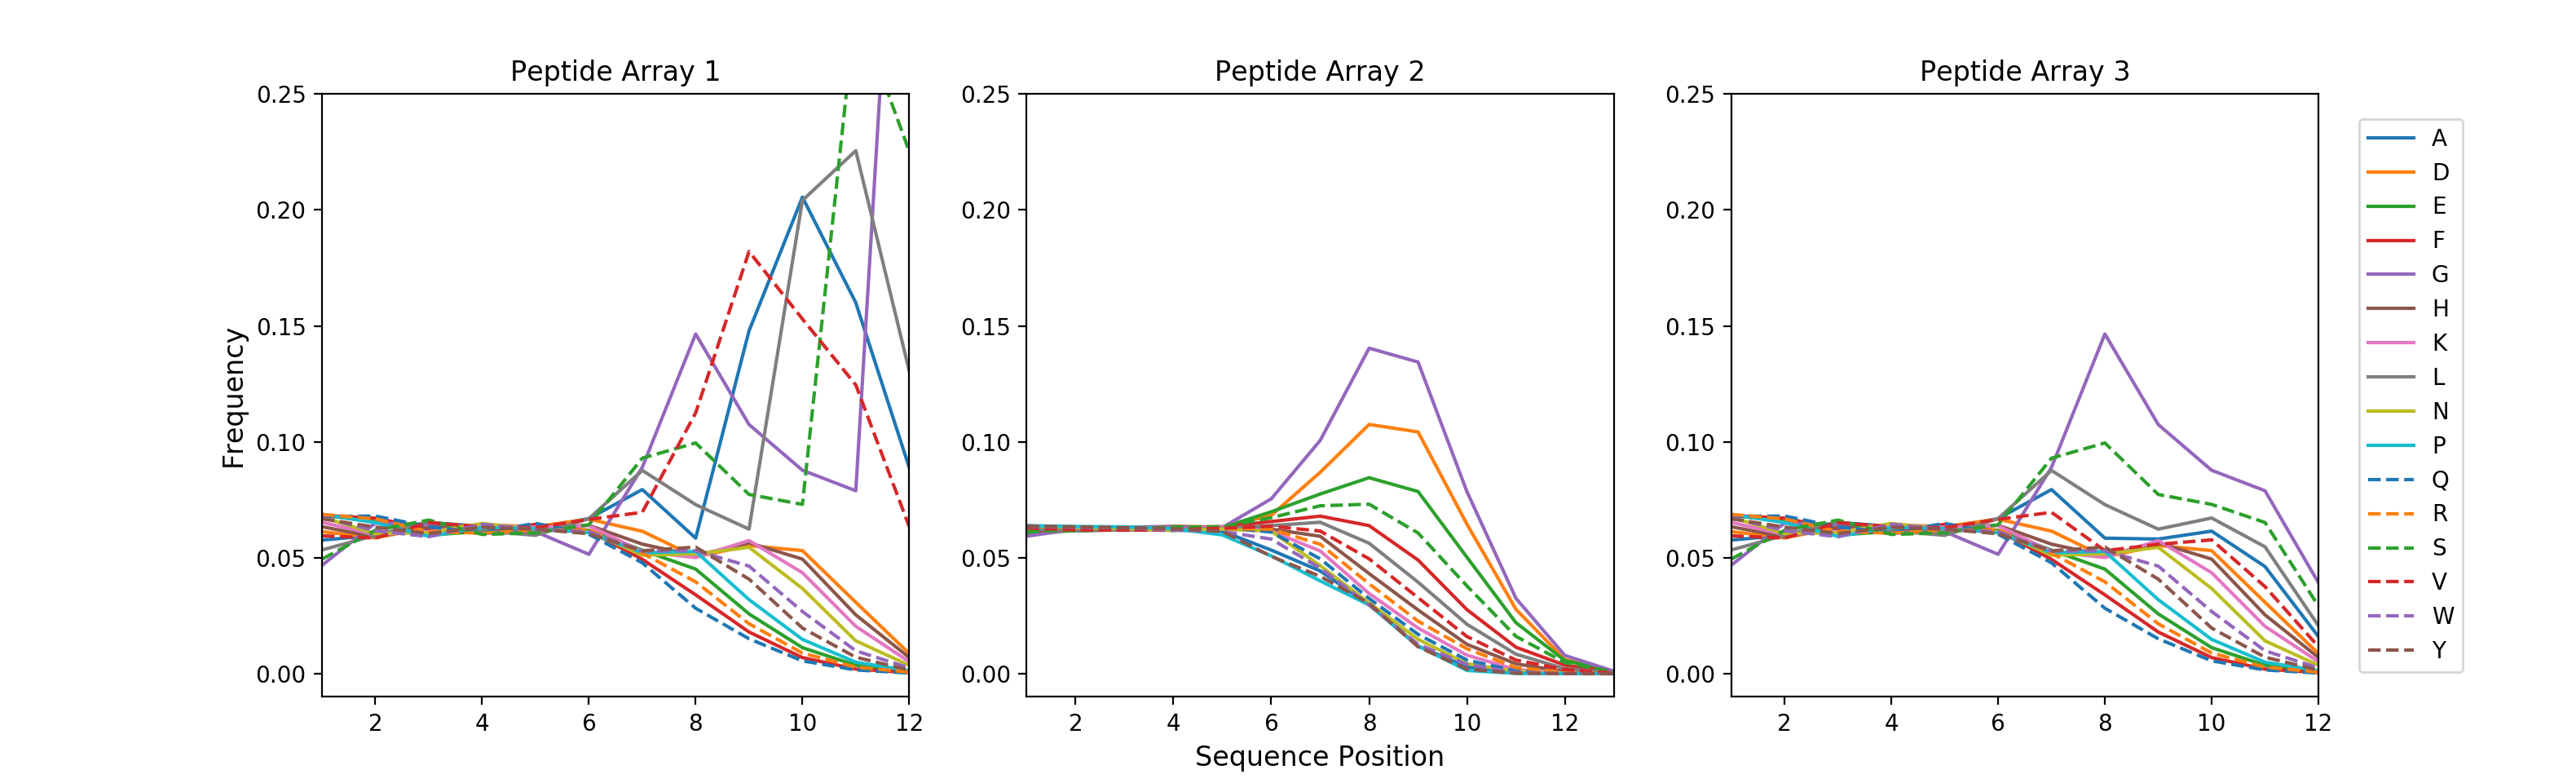 Peptide Array 1
Peptide Array 2
Peptide Array 3
Frequency
0.25
0.20
0.15
0.10
0.05
0.00
2 4 6 8 10 12
0.25
0.20
0.15
0.10
0.05
0.00
2 4 6 8 10 12
0.25
0.20
0.15
0.10
0.05
0.00
2 4 6 8 10 12
Sequence Position
A
D
E
F
G
H
K
L
N
P
Q
R
S
V
W
Y